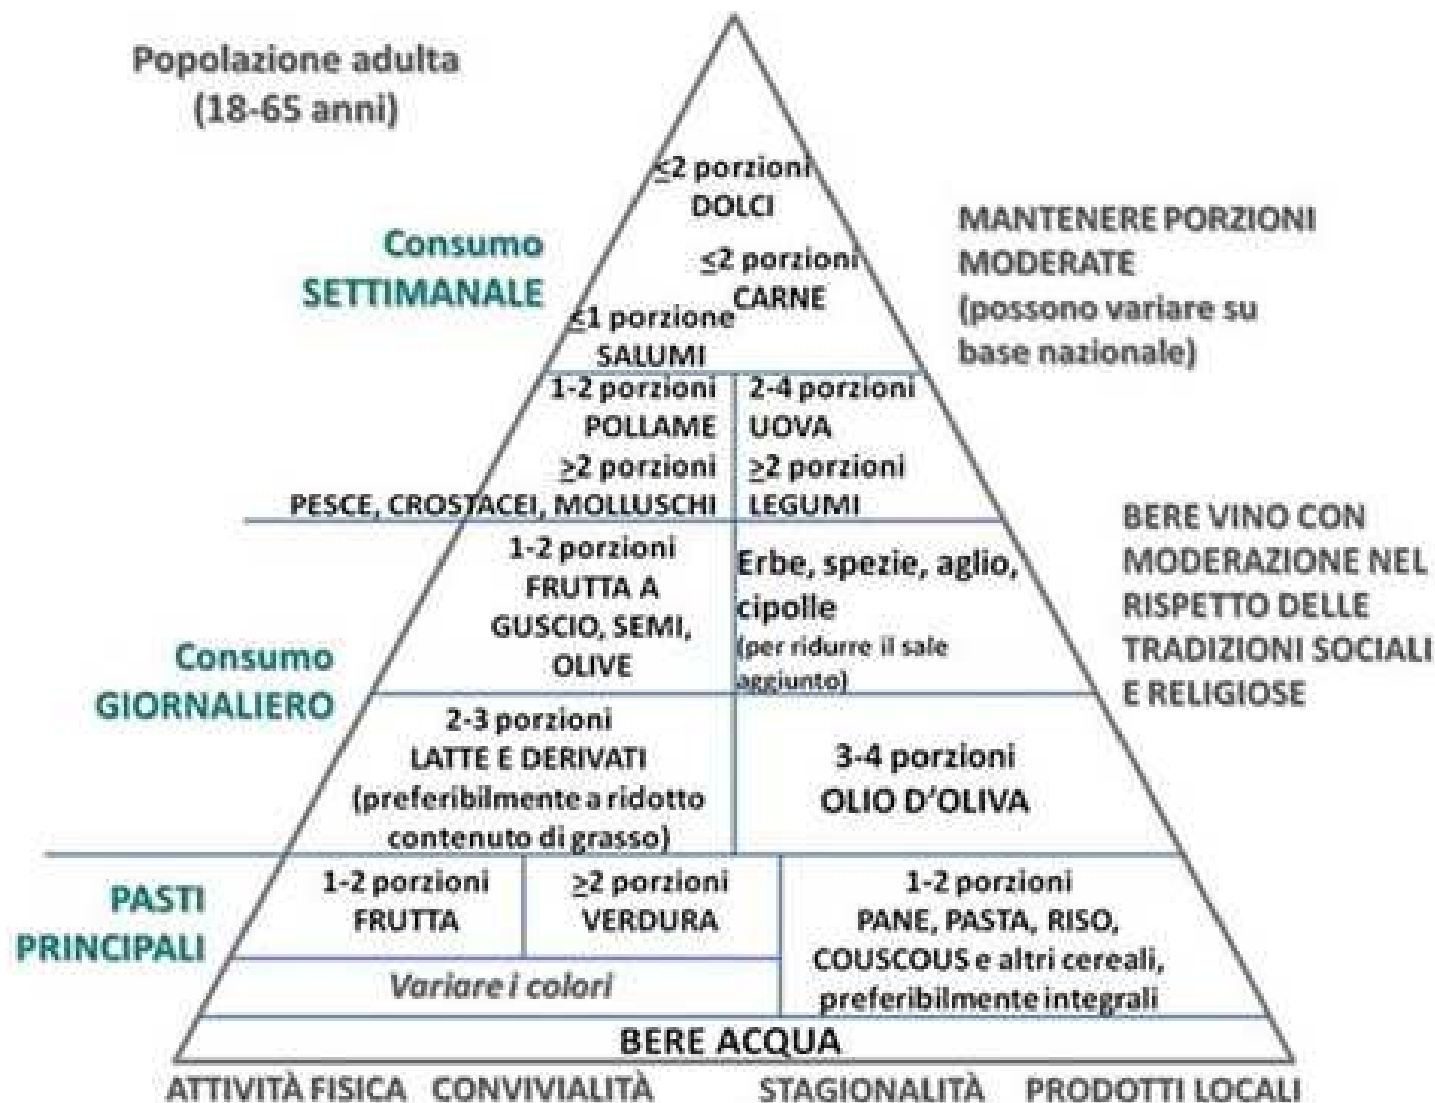 Popolazione adulta
(18-65 anni)
≤2 porzioni
DOLCI
Consumo
SETTIMANALE
≤2 porzioni
CARNE
≤1 porzione
SALUMI
MANTENERE PORZIONI
MODERATE
(possono variare su
base nazionale)
1-2 porzioni
POLLAME
≥2 porzioni
PESCE, CROSTACEI, MOLLUSCHI
2-4 porzioni
UOVA
≥2 porzioni
LEGUMI
BERE VINO CON
MODERAZIONE NEL
RISPETTO DELLE
TRADIZIONI SOCIALI
E RELIGIOSE
Consumo
GIORNALIERO
1-2 porzioni
FRUTTA A
GUSCIO, SEMI,
OLIVE
Erbe, spezie, aglio,
cipolle
(per ridurre il sale
aggiunto)
2-3 porzioni
LATTE E DERIVATI
(preferibilmente a ridotto
contenuto di grasso)
3-4 porzioni
OLIO D'OLIVA
PASTI
PRINCIPALI
1-2 porzioni
FRUTTA
≥2 porzioni
VERDURA
Variare i colori
1-2 porzioni
PANE, PASTA, RISO,
COUSCOUS e altri cereali,
preferibilmente integrali
BERE ACQUA
ATTIVITÀ FISICA CONVIVIALITÀ STAGIONALITÀ PRODOTTI LOCALI